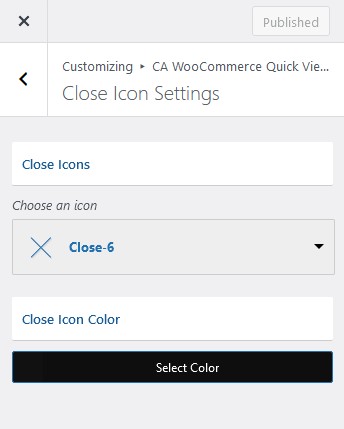 Published
Customizing ▸ CA WooCommerce Quick Vie...
Close Icon Settings
Close Icons
Choose an icon
Close-6
Close Icon Color
Select Color